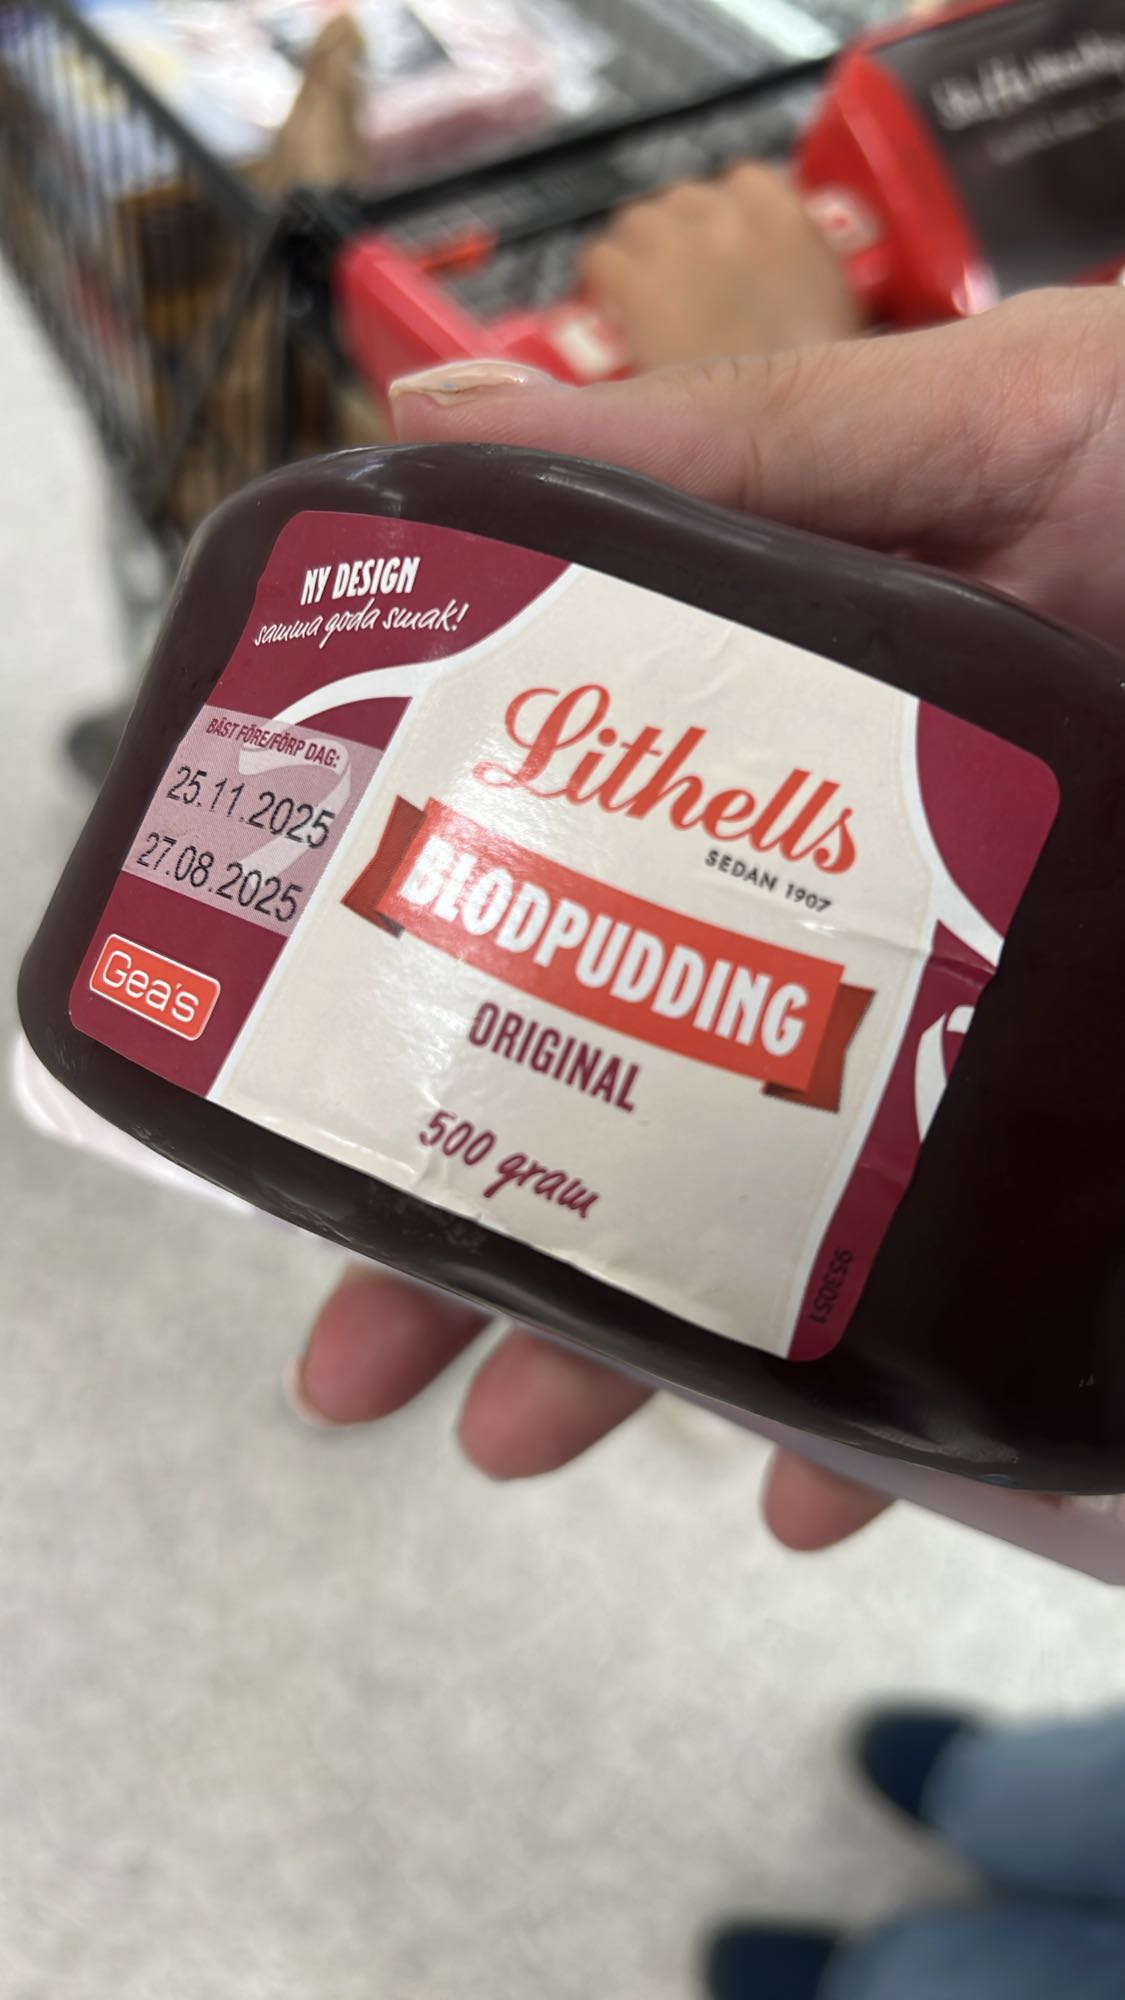 NY DESIGN
samma goda smak!
BÄST FÖRE/FÖRP DAG:
25.11.2025
27.08.2025
Gea's
Lithells
SEDAN 1907
BLODPUDDING
ORIGINAL
500 gram
953051